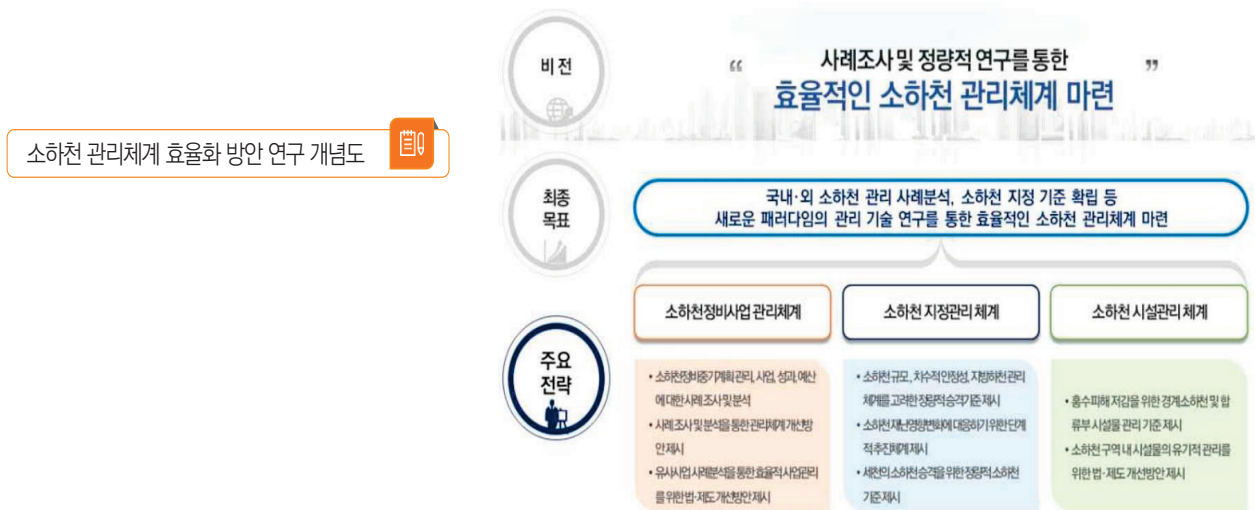 소하천 관리체계 효율화 방안 연구 개념도
비전
“ 사례조사 및 정량적 연구를 통한 ”
효율적인 소하천 관리체계 마련
최종
목표
국내·외 소하천 관리 사례분석, 소하천 지정 기준 확립 등
새로운 패러다임의 관리 기술 연구를 통한 효율적인 소하천 관리체계 마련
주요
전략
소하천정비사업 관리체계
• 소하천정비중기계획 관리, 사업, 성과, 예산
에 대한 사례 조사 및 분석
• 사례 조사 및 분석을 통한 관리체계 개선방
안 제시
• 유사사업 사례분석을 통한 효율적 사업관리
를 위한 법·제도 개선방안 제시
소하천 지정관리 체계
• 소하천 규모, 치수적 안정성, 지방하천 관리
체계를 고려한 정량적 승격기준 제시
• 소하천 재난영향변화에 대응하기 위한 단계
적 추진체계 제시
• 세천의 소하천 승격을 위한 정량적 소하천
기준 제시
소하천 시설관리 체계
• 홍수피해 저감을 위한 경계소하천 및 합
류부 시설물 관리 기준 제시
• 소하천 구역 내 시설물의 유기적 관리를
위한 법·제도 개선방안 제시